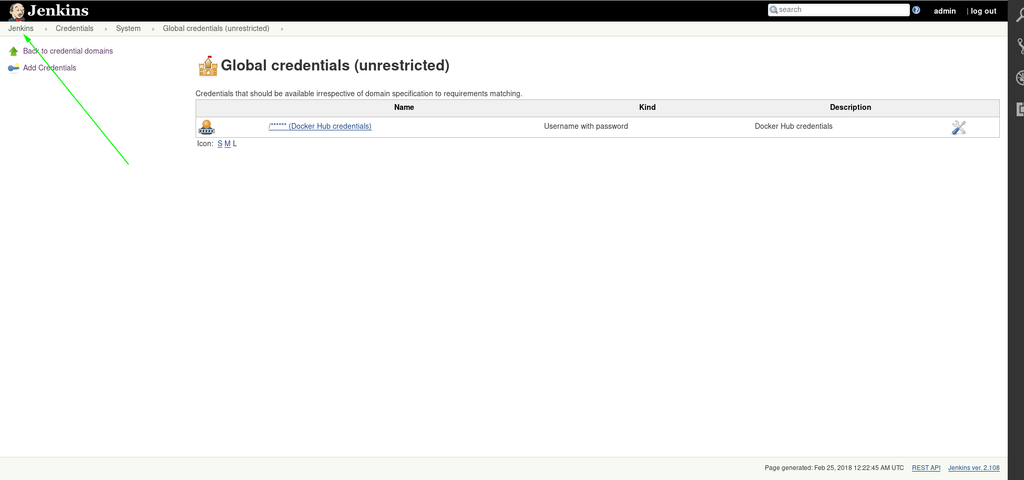 Jenkins
search
admin
| log out
Jenkins › Credentials › System › Global credentials (unrestricted) ›
Back to credential domains
Add Credentials
Global credentials (unrestricted)
Credentials that should be available irrespective of domain specification to requirements matching.
Name Kind Description
/****** (Docker Hub credentials) Username with password Docker Hub credentials
Icon: S M L
Page generated: Feb 25, 2018 12:22:45 AM UTC REST API Jenkins ver. 2.108